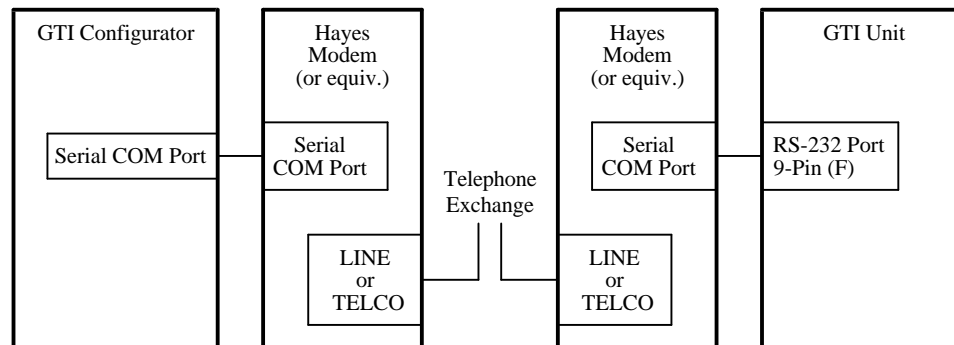 GTI Configurator
Hayes
Modem
(or equiv.)
Hayes
Modem
(or equiv.)
GTI Unit
Serial COM Port
Serial
COM Port
Serial
COM Port
RS-232 Port
9-Pin (F)
Telephone
Exchange
LINE
or
TELCO
LINE
or
TELCO